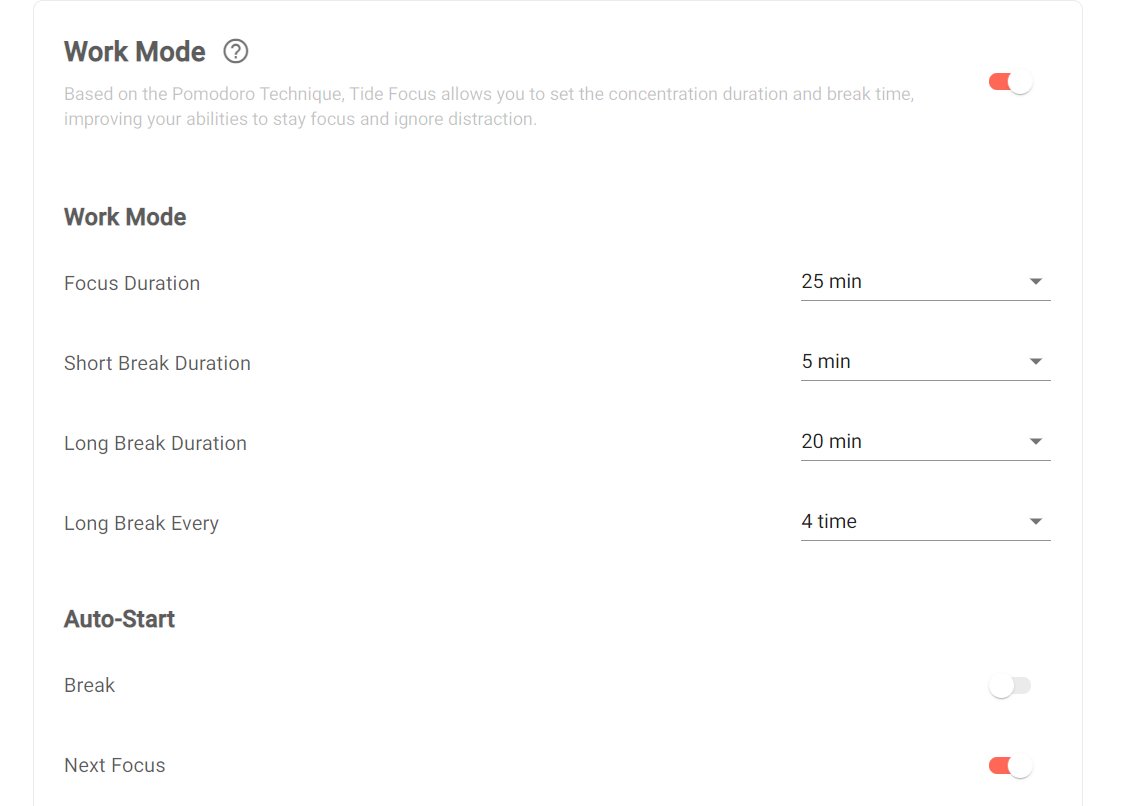 Work Mode ?
Based on the Pomodoro Technique, Tide Focus allows you to set the concentration duration and break time,
improving your abilities to stay focus and ignore distraction.
Work Mode
Focus Duration 25 min
Short Break Duration 5 min
Long Break Duration 20 min
Long Break Every 4 time
Auto-Start
Break
Next Focus